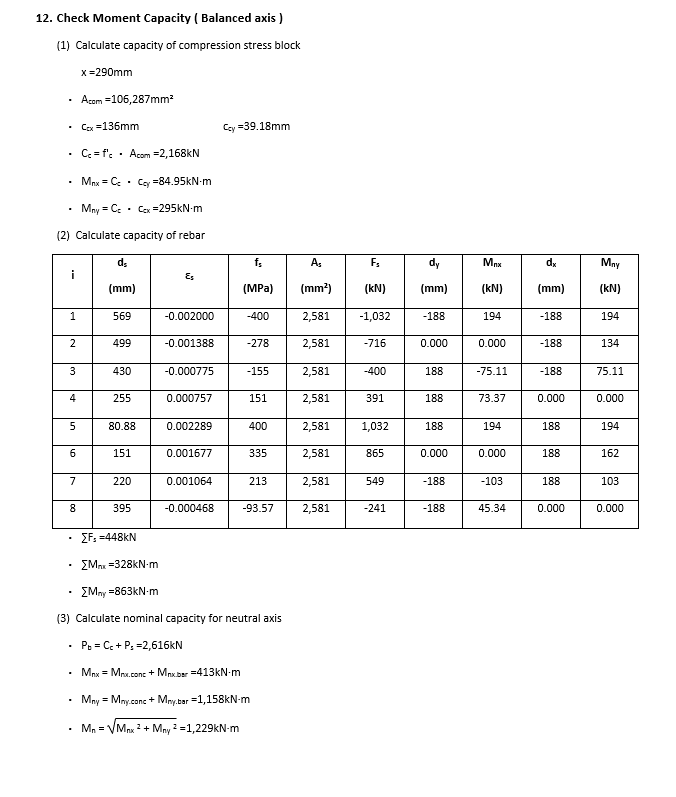 12. Check Moment Capacity ( Balanced axis )
(1) Calculate capacity of compression stress block
x =290mm
· Acom =106,287mm²
· ccx =136mm ccy =39.18mm
· Cc = f'c · Acom =2,168kN
· Mnx = Cc · ccy =84.95kN·m
· Mny = Cc · ccx =295kN·m
(2) Calculate capacity of rebar
i ds (mm) εs fs (MPa) As (mm²) Fs (kN) dy (mm) Mnx (kN) dx (mm) Mny (kN)
1 569 -0.002000 -400 2,581 -1,032 -188 194 -188 194
2 499 -0.001388 -278 2,581 -716 0.000 0.000 -188 134
3 430 -0.000775 -155 2,581 -400 188 -75.11 -188 75.11
4 255 0.000757 151 2,581 391 188 73.37 0.000 0.000
5 80.88 0.002289 400 2,581 1,032 188 194 188 194
6 151 0.001677 335 2,581 865 0.000 0.000 188 162
7 220 0.001064 213 2,581 549 -188 -103 188 103
8 395 -0.000468 -93.57 2,581 -241 -188 45.34 0.000 0.000
· ∑Fs =448kN
· ∑Mnx =328kN·m
· ∑Mny =863kN·m
(3) Calculate nominal capacity for neutral axis
· Pb = Cc + Ps =2,616kN
· Mnx = Mnx.conc + Mnx.bar =413kN·m
· Mny = Mny.conc + Mny.bar =1,158kN·m
· Mn = √Mnx ² + Mny ² =1,229kN·m